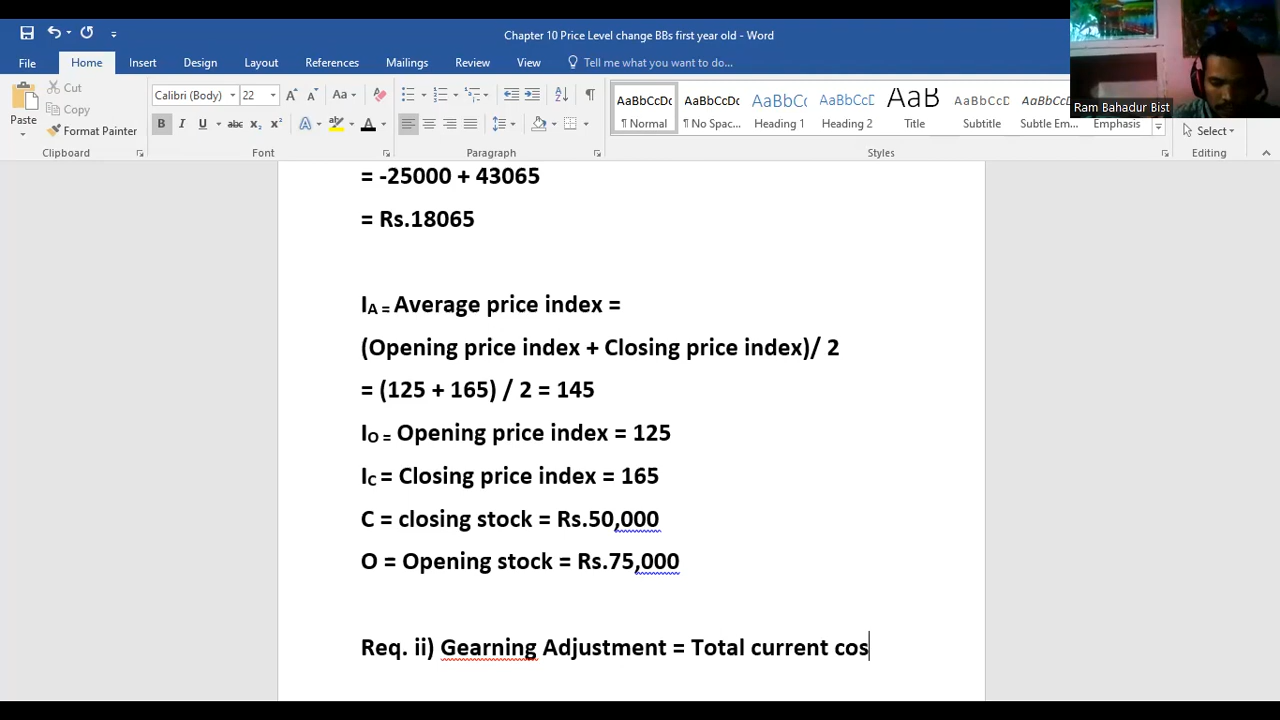 Chapter 10 Price Level change BBs first year old - Word
File Home Insert Design Layout References Mailings Review View Tell me what you want to do...
Ram Bahadur Bist
Cut
Copy
Format Painter
Paste
Calibri (Body) 22
AaBbCcDc AaBbCcDc AaBbCc AaBbCcC AaB AaBbCcD
¶ Normal ¶ No Spac... Heading 1 Heading 2 Title Subtitle Subtle Em... Emphasis
Select
Clipboard Font Paragraph Styles Editing
= -25000 + 43065
= Rs.18065
IA = Average price index =
(Opening price index + Closing price index)/ 2
= (125 + 165) / 2 = 145
IO = Opening price index = 125
IC = Closing price index = 165
C = closing stock = Rs.50,000
O = Opening stock = Rs.75,000
Req. ii) Gearning Adjustment = Total current cos